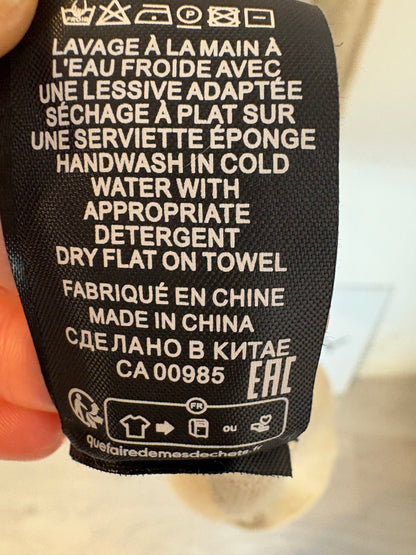 FROID
LAVAGE À LA MAIN À
L'EAU FROIDE AVEC
UNE LESSIVE ADAPTÉE
SÉCHAGE À PLAT SUR
UNE SERVIETTE ÉPONGE
HANDWASH IN COLD
WATER WITH
APPROPRIATE
DETERGENT
DRY FLAT ON TOWEL
FABRIQUÉ EN CHINE
MADE IN CHINA
СДЕЛАНО В КИТАЕ
CA 00985
EAC
FR
OU
quefairedemesdechets.fr